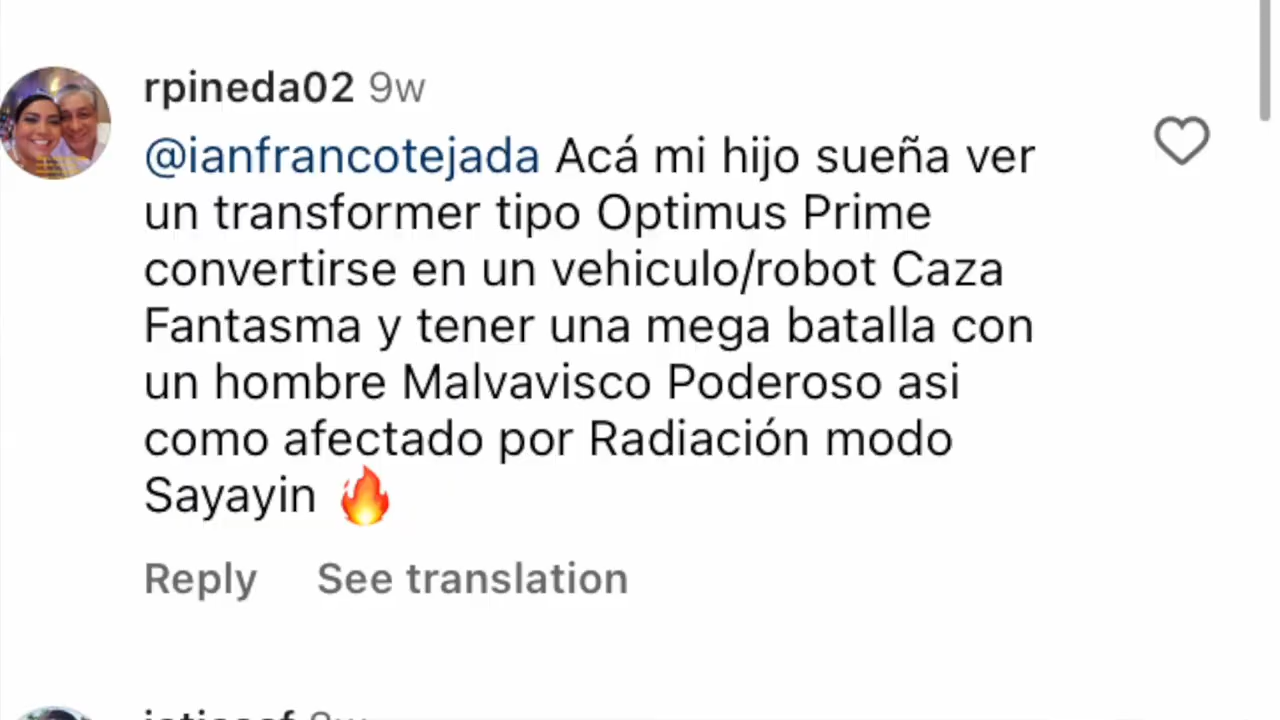 rpineda02 9w
@ianfrancotejada Acá mi hijo sueña ver
un transformer tipo Optimus Prime
convertirse en un vehiculo/robot Caza
Fantasma y tener una mega batalla con
un hombre Malvavisco Poderoso asi
como afectado por Radiación modo
Sayayin 🔥
Reply See translation